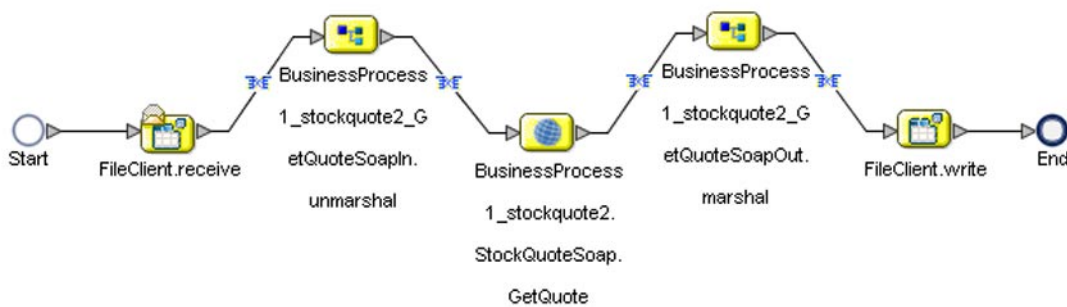 Start
FileClient.receive
BusinessProcess
1_stockquote2_G
etQuoteSoapIn.
unmarshal
BusinessProcess
1_stockquote2.
StockQuoteSoap.
GetQuote
BusinessProcess
1_stockquote2_G
etQuoteSoapOut.
marshal
FileClient.write
End